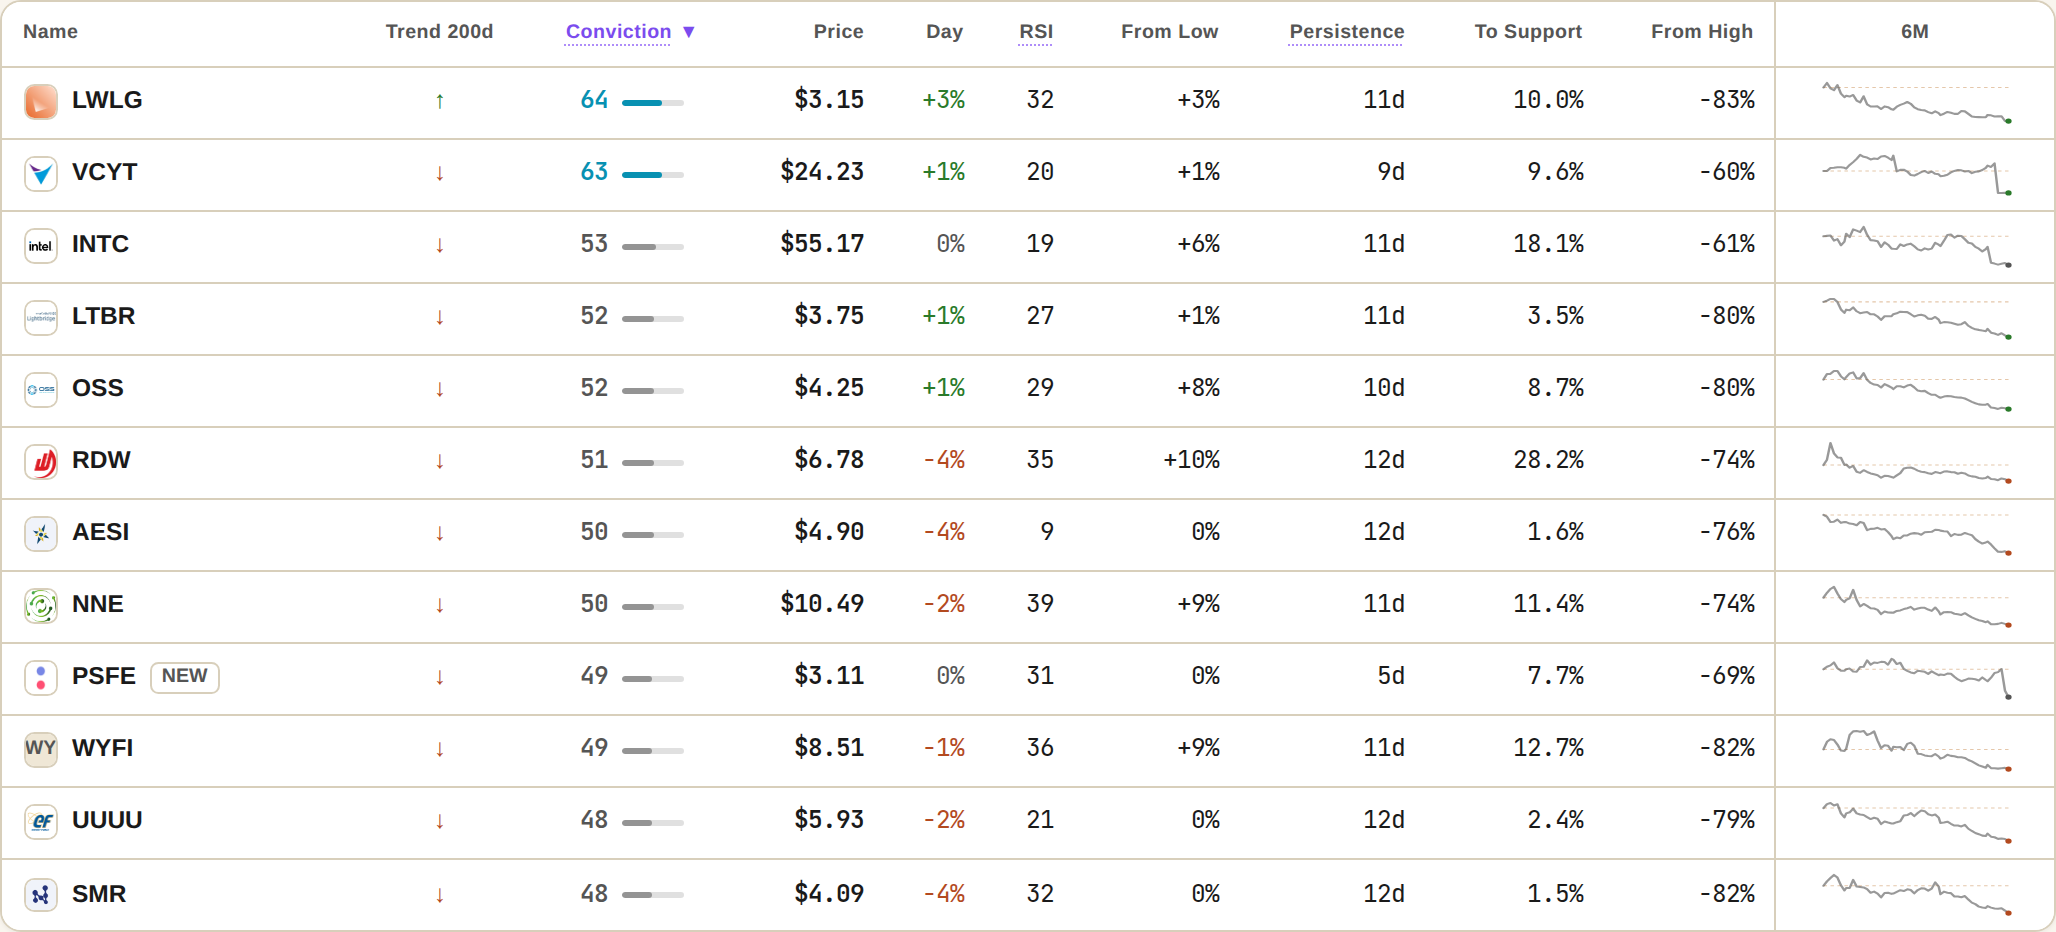 Name Trend 200d Conviction ▼ Price Day RSI From Low Persistence To Support From High 6M
LWLG ↑ 64 $3.15 +3% 32 +3% 11d 10.0% -83%
VCYT ↓ 63 $24.23 +1% 20 +1% 9d 9.6% -60%
intel INTC ↓ 53 $55.17 0% 19 +6% 11d 18.1% -61%
Lightbridge LTBR ↓ 52 $3.75 +1% 27 +1% 11d 3.5% -80%
OSS OSS ↓ 52 $4.25 +1% 29 +8% 10d 8.7% -80%
RDW ↓ 51 $6.78 -4% 35 +10% 12d 28.2% -74%
AESI ↓ 50 $4.90 -4% 9 0% 12d 1.6% -76%
NNE ↓ 50 $10.49 -2% 39 +9% 11d 11.4% -74%
PSFE NEW ↓ 49 $3.11 0% 31 0% 5d 7.7% -69%
WY WYFI ↓ 49 $8.51 -1% 36 +9% 11d 12.7% -82%
ef UUUU ↓ 48 $5.93 -2% 21 0% 12d 2.4% -79%
SMR ↓ 48 $4.09 -4% 32 0% 12d 1.5% -82%